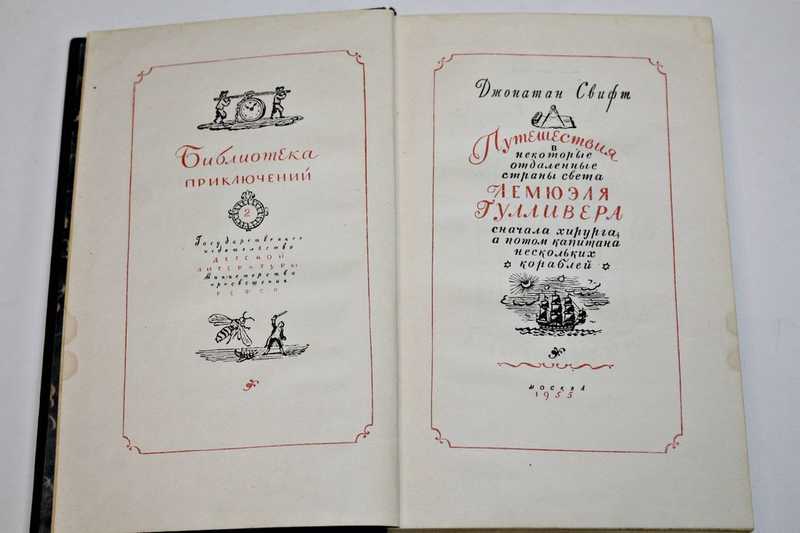 Библиотека
приключений
2
Государственное
издательство
детской
литературы
Министерства
просвещения
РСФСР
Джонатан Свифт
Путешествия
в
некоторые
отдаленные
страны света
Лемюэля
Гулливера
сначала хирурга,
а потом капитана
нескольких
кораблей
Москва
1955